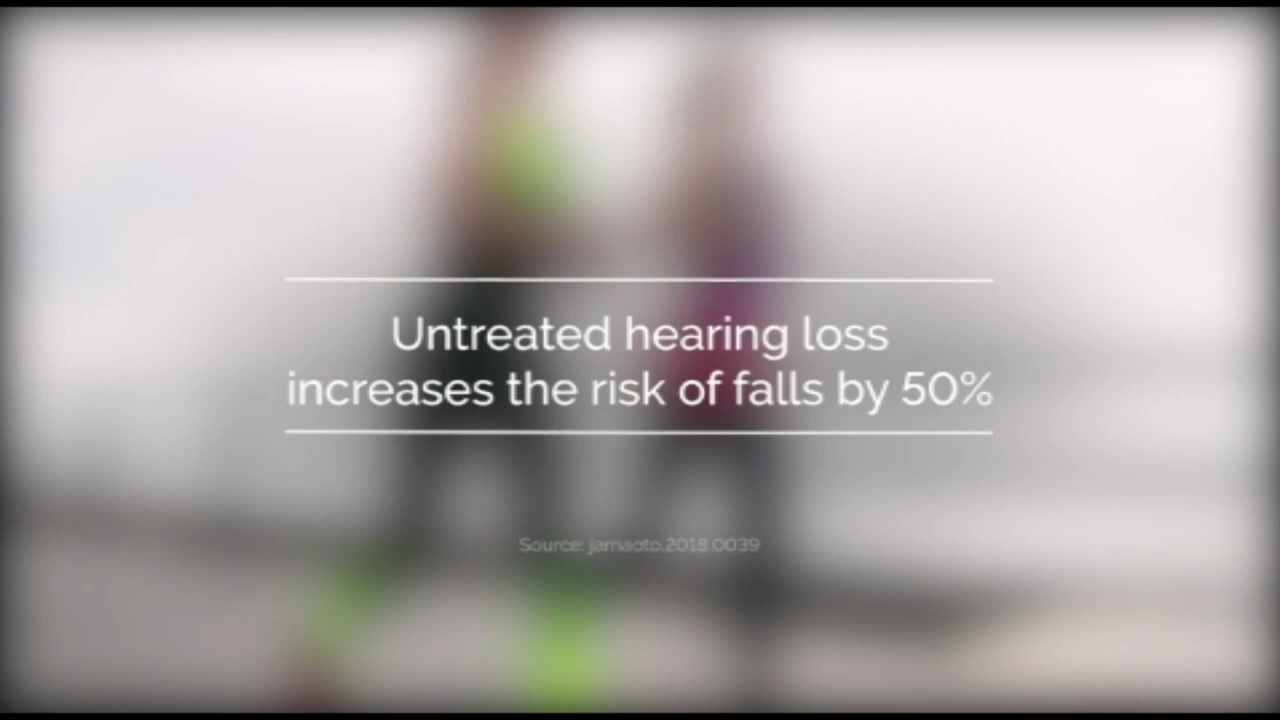 Untreated hearing loss
increases the risk of falls by 50%
Source: jamaoto.2018.0039